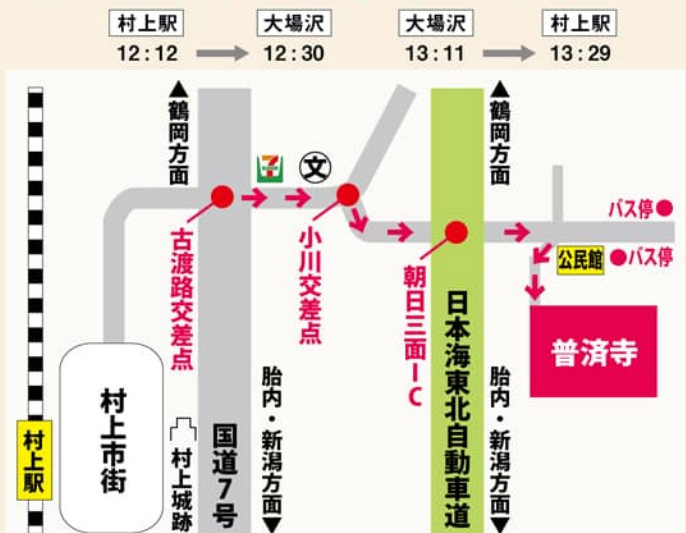 村上駅 大場沢 大場沢 村上駅
12:12 12:30 13:11 13:29
▲鶴岡方面
▲鶴岡方面
7
文
バス停
古渡路交差点
小川交差点
公民館
バス停
朝日三面IC
日本海東北自動車道
普済寺
胎内・新潟方面▼
胎内・新潟方面▼
村上市街
村上駅
村上城跡
国道7号